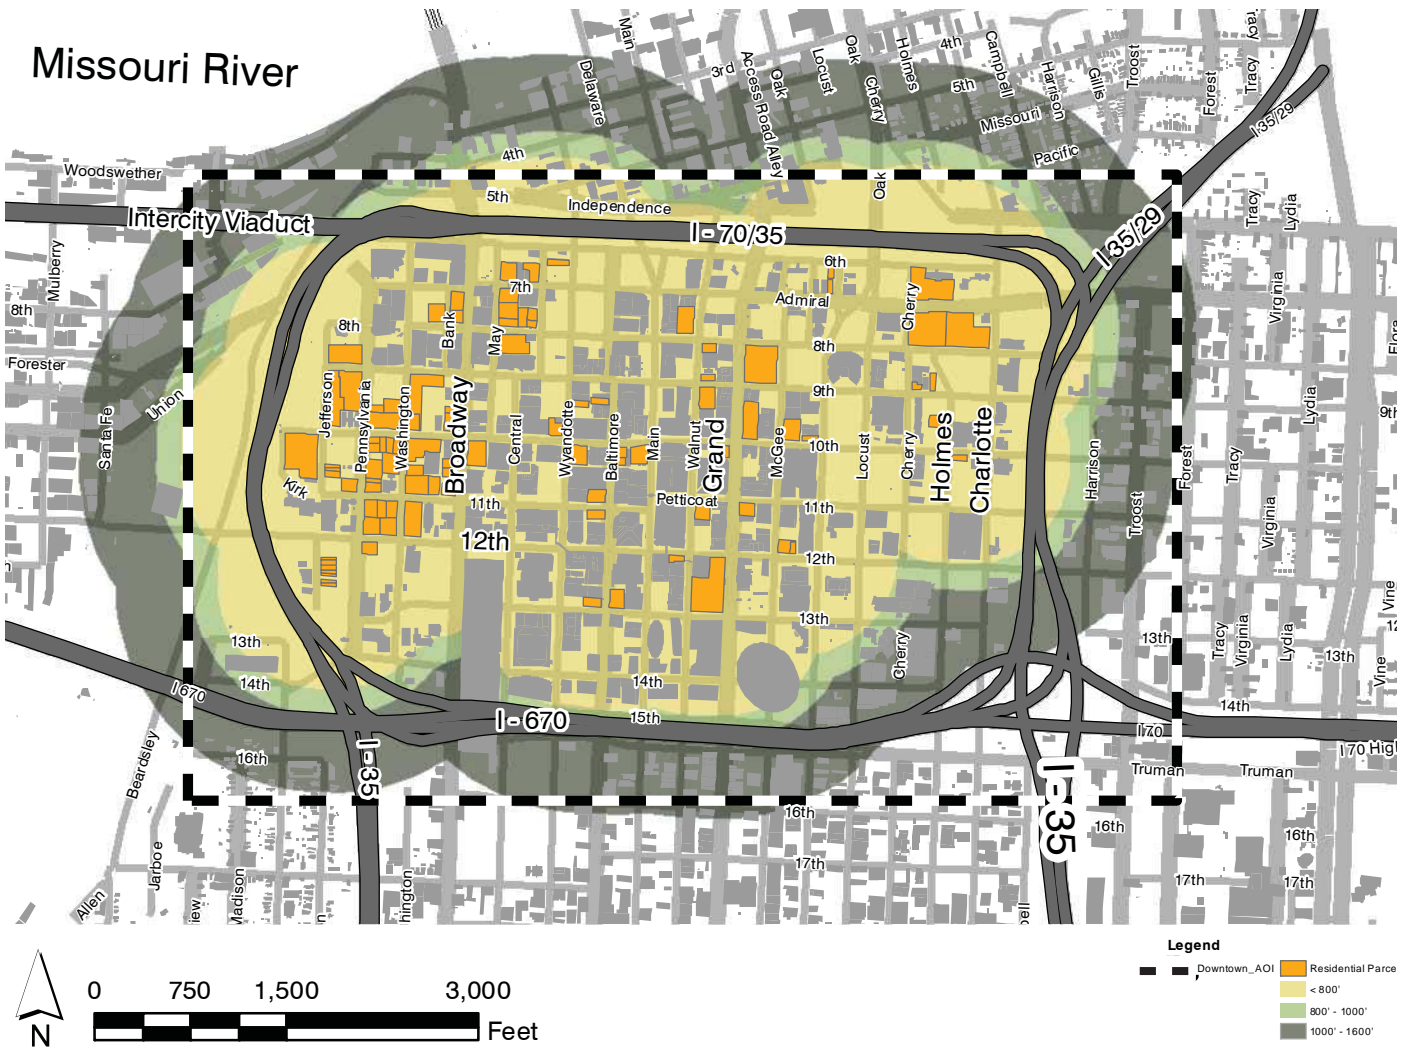 Missouri River
Main
Delaware
3rd
Access Road Alley
Oak
Locust
Oak
Cherry
Holmes
4th
5th
Campbell
Harrison
Gillis
Troost
Forest
Tracy
Missouri
Pacific
I 35/29
Woodswether
4th
5th
Independence
Oak
Intercity Viaduct
I - 70/35
I 35/29
Tracy
Lydia
Mulberry
6th
7th
Admiral
Cherry
Virginia
8th
8th
Bank
May
8th
Forester
9th
Union
Santa Fe
Jefferson
Pennsylvania
Washington
Broadway
Central
Wyandotte
Baltimore
Main
Walnut
Grand
McGee
10th
Locust
Cherry
Holmes
Charlotte
Harrison
Troost
Forest
Tracy
Lydia
Virginia
9th
Kirk
11th
Petticoat
11th
12th
12th
13th
Cherry
13th
13th
Tracy
Virginia
Lydia
13th
Vine
Vine
14th
14th
14th
I 670
I - 670
15th
I 70
I 70 High
Beardsley
16th
I - 35
I - 35
Truman
Truman
16th
16th
16th
17th
17th
17th
Jarboe
Allen
iew
Madison
n
hington
bell
N
0 750 1,500 3,000
Feet
Legend
Downtown_AOI
Residential Parce
< 800'
800' - 1000'
1000' - 1600'